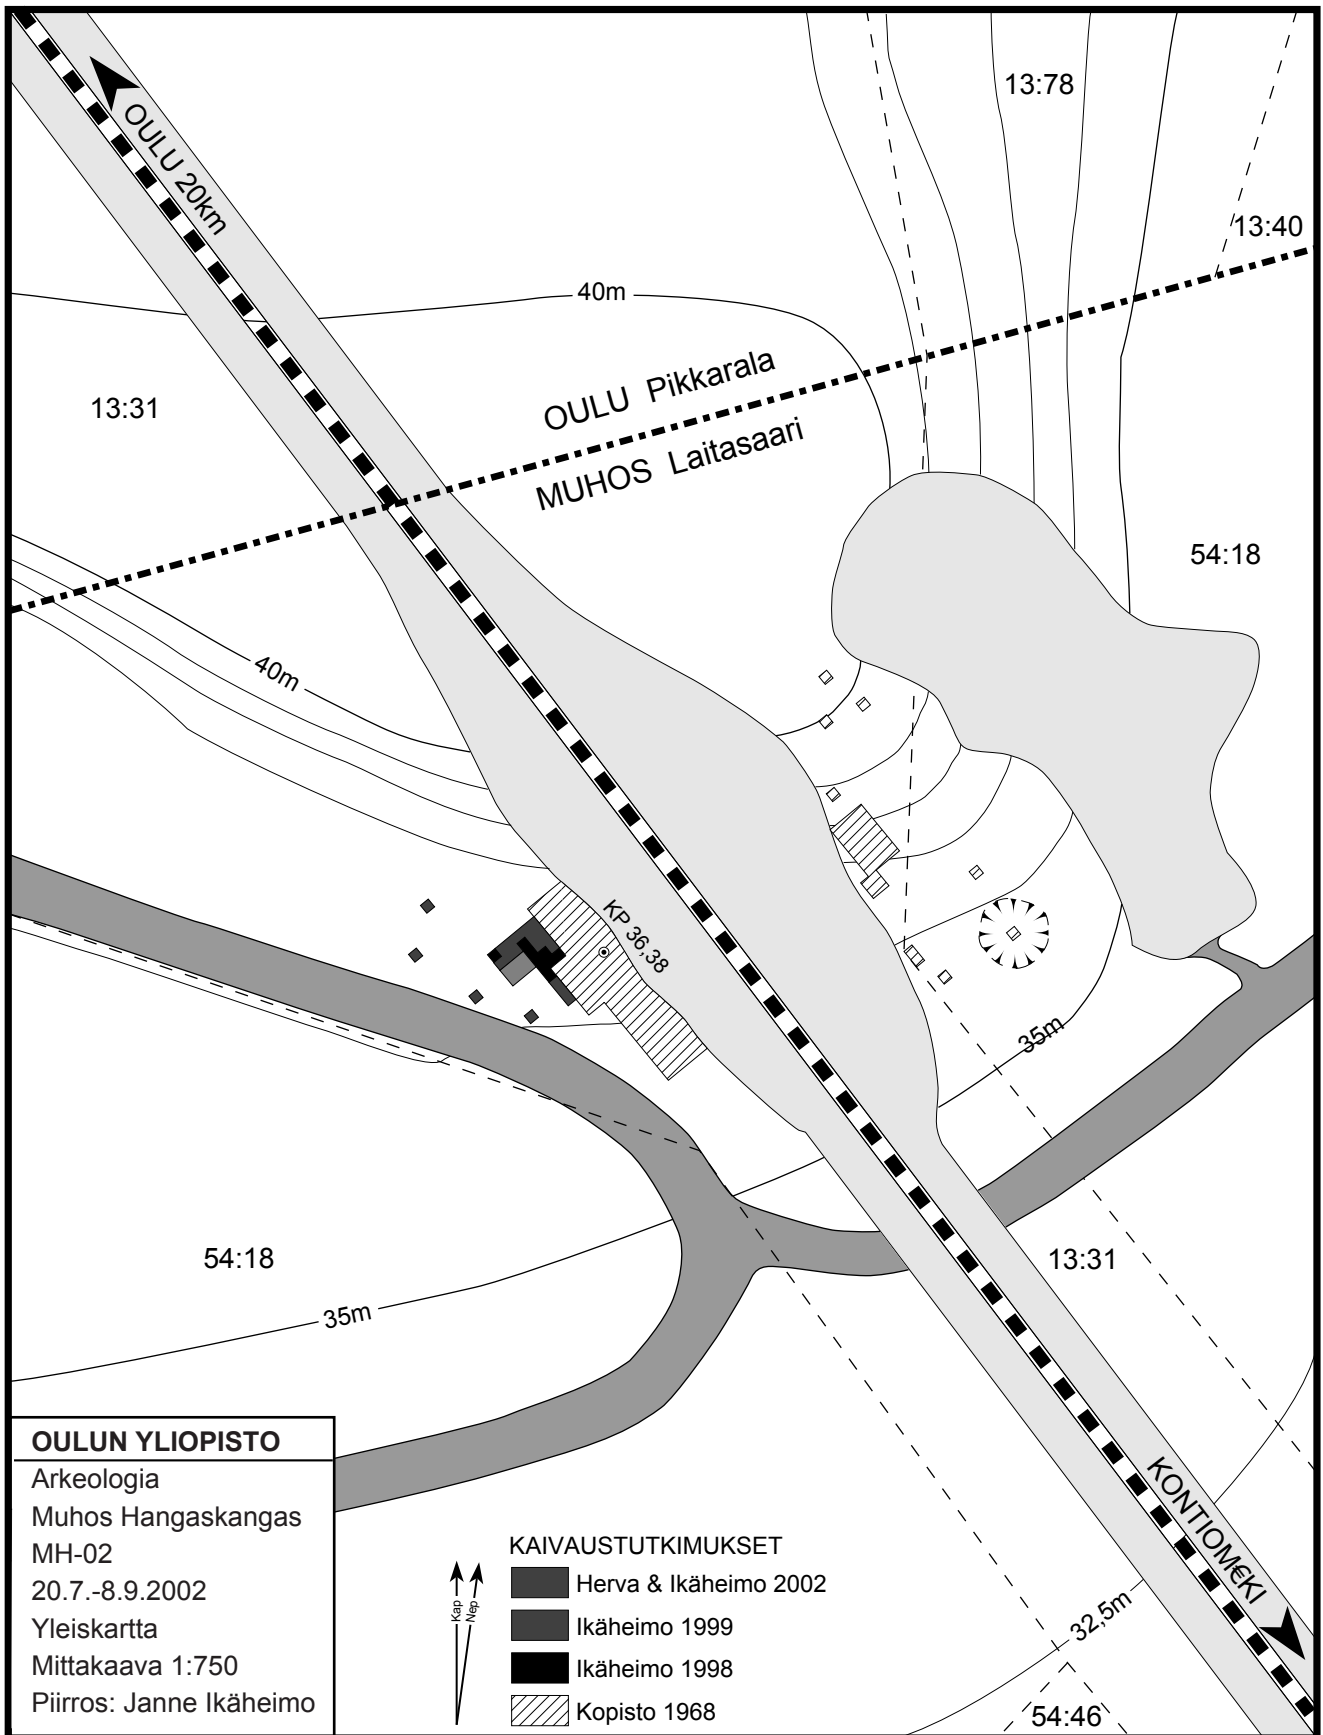 13:78
OULU 20km
13:40
40m
OULU Pikkarala
13:31
MUHOS Laitasaari
54:18
40m
KP 36,38
35m
54:18
13:31
35m
KONTIOM€KI
32,5m
54:46
OULUN YLIOPISTO
Arkeologia
Muhos Hangaskangas
MH-02
20.7.-8.9.2002
Yleiskartta
Mittakaava 1:750
Piirros: Janne Ikäheimo
Kap
Nep
KAIVAUSTUTKIMUKSET
Herva & Ikäheimo 2002
Ikäheimo 1999
Ikäheimo 1998
Kopisto 1968